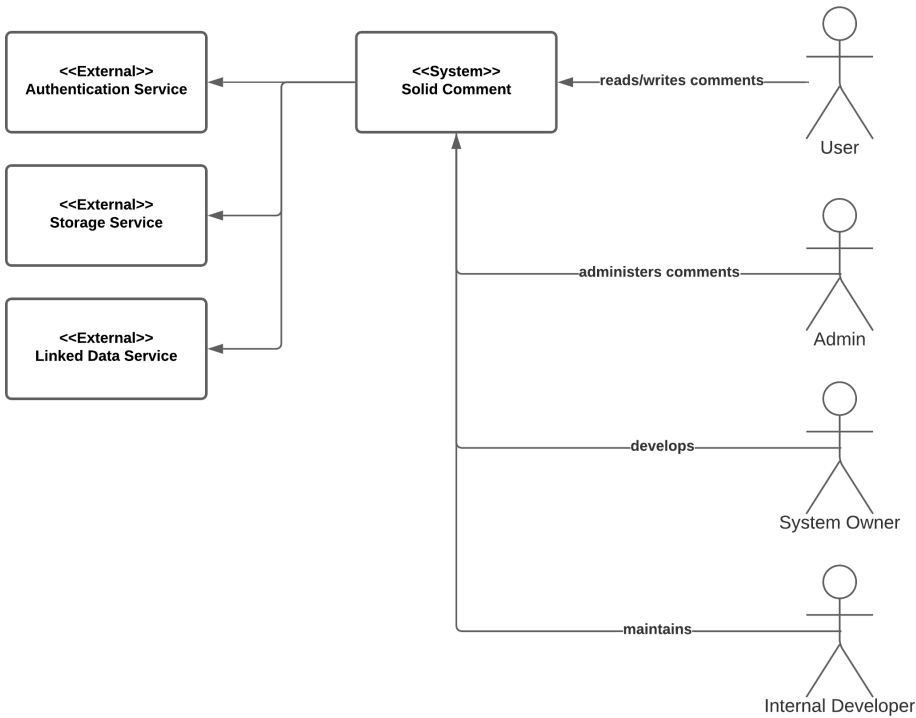 <<External>>
Authentication Service
<<System>>
Solid Comment
reads/writes comments
User
<<External>>
Storage Service
administers comments
Admin
<<External>>
Linked Data Service
develops
System Owner
maintains
Internal Developer